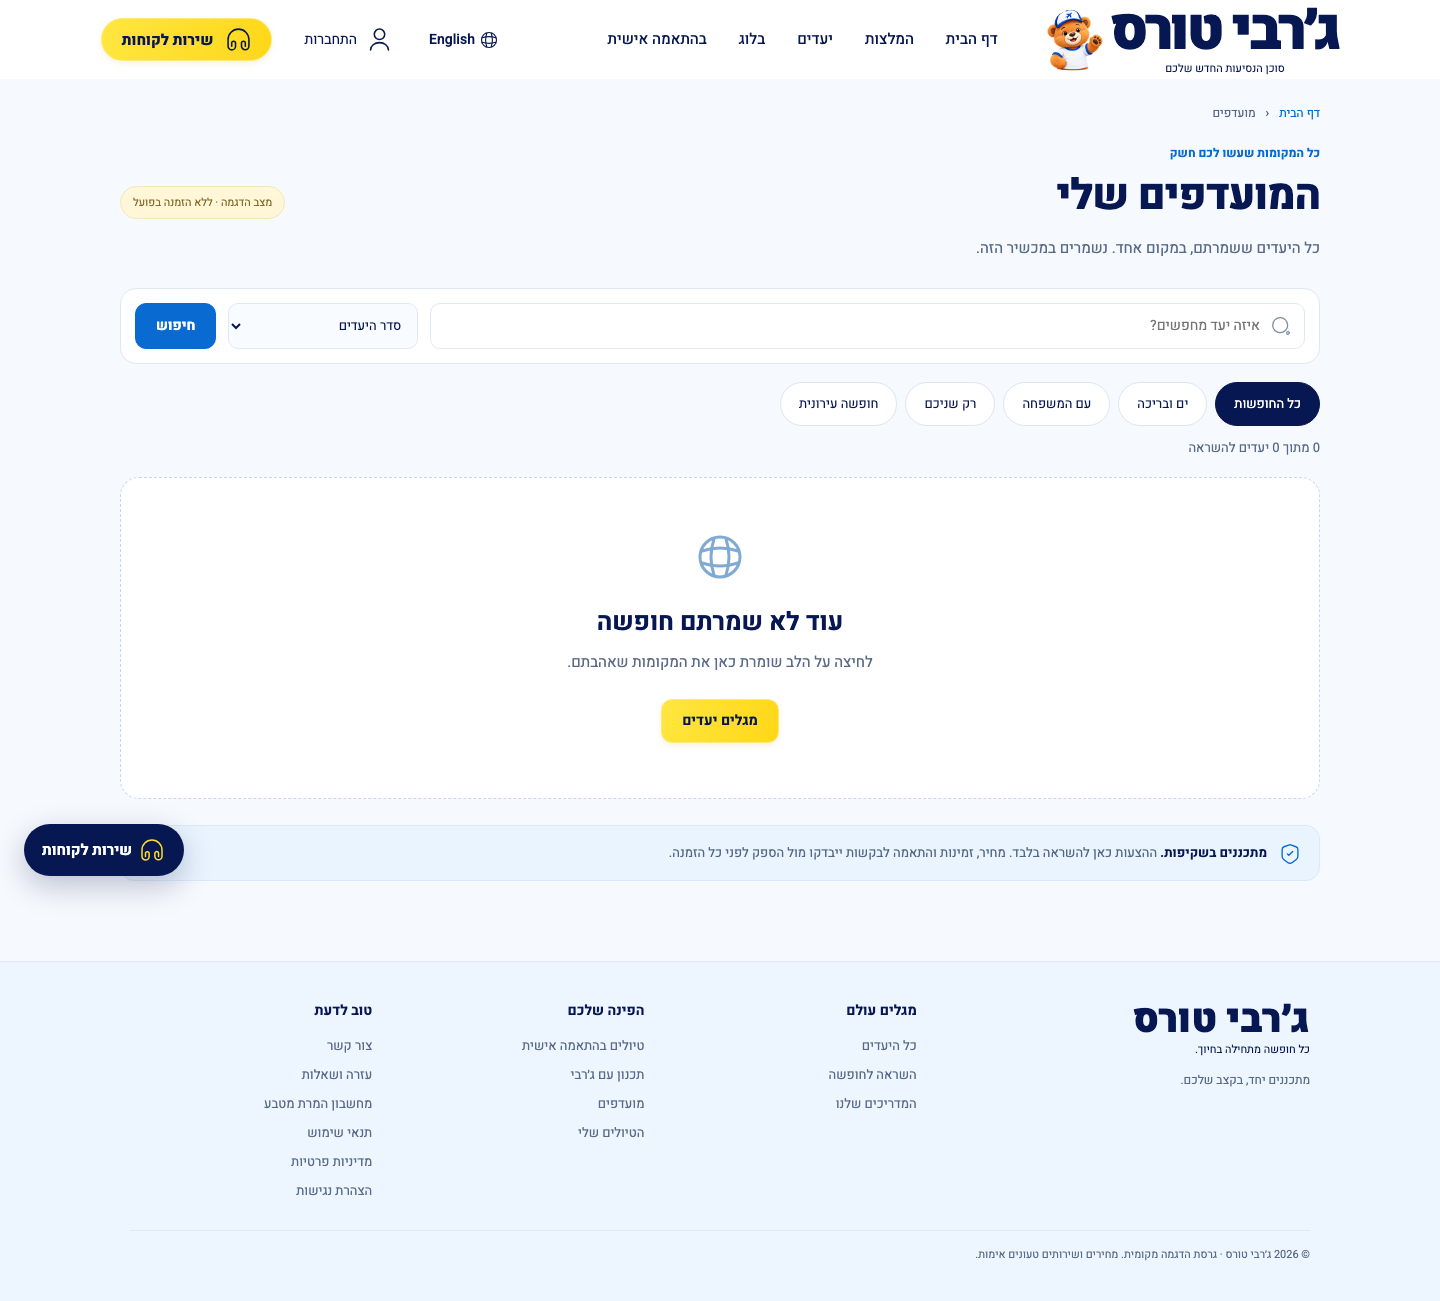 ג׳רבי טורס
סוכן הנסיעות החדש שלכם
דף הבית
המלצות
יעדים
בלוג
בהתאמה אישית
English
התחברות
שירות לקוחות
דף הבית › מועדפים
כל המקומות שעשו לכם חשק
המועדפים שלי
מצב הדגמה · ללא הזמנה בפועל
כל היעדים ששמרתם, במקום אחד. נשמרים במכשיר הזה.
איזה יעד מחפשים?
סדר היעדים
חיפוש
כל החופשות
ים ובריכה
עם המשפחה
רק שניכם
חופשה עירונית
0 מתוך 0 יעדים להשראה
עוד לא שמרתם חופשה
לחיצה על הלב שומרת כאן את המקומות שאהבתם.
מגלים יעדים
מתכננים בשקיפות. ההצעות כאן להשראה בלבד. מחיר, זמינות והתאמה לבקשות ייבדקו מול הספק לפני כל הזמנה.
שירות לקוחות
ג׳רבי טורס
כל חופשה מתחילה בחיוך.
מתכננים יחד, בקצב שלכם.
מגלים עולם
כל היעדים
השראה לחופשה
המדריכים שלנו
הפינה שלכם
טיולים בהתאמה אישית
תכנון עם ג׳רבי
מועדפים
הטיולים שלי
טוב לדעת
צור קשר
עזרה ושאלות
מחשבון המרת מטבע
תנאי שימוש
מדיניות פרטיות
הצהרת נגישות
© 2026 ג׳רבי טורס · גרסת הדגמה מקומית. מחירים ושירותים טעונים אימות.